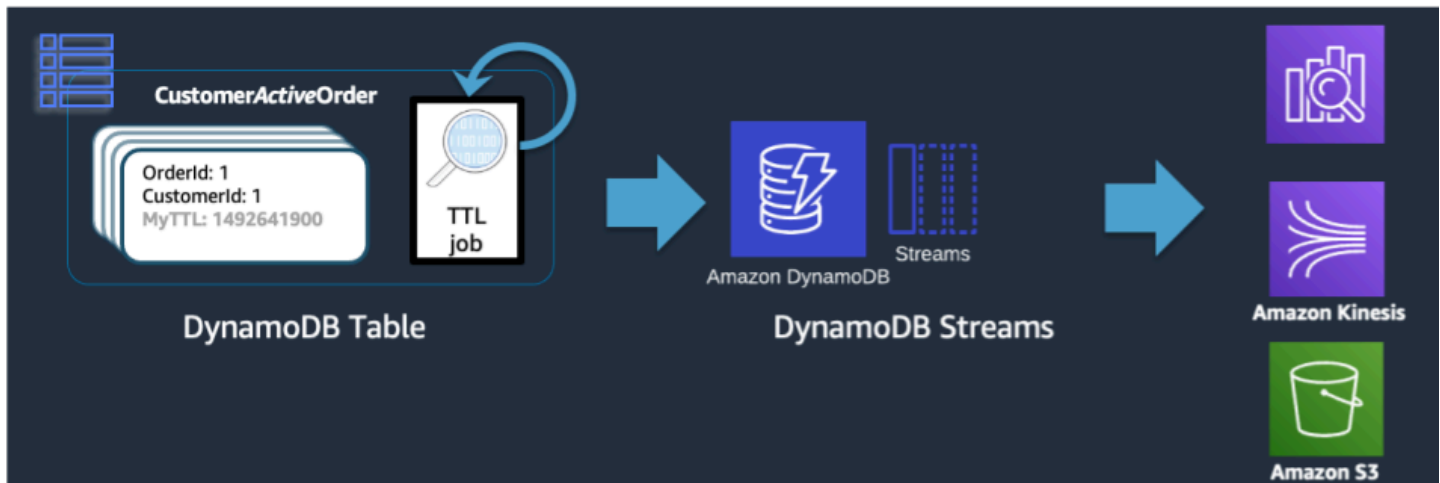 CustomerActiveOrder
OrderId: 1
CustomerId: 1
MyTTL: 1492641900
TTL
job
DynamoDB Table
Amazon DynamoDB
Streams
DynamoDB Streams
Amazon Kinesis
Amazon S3